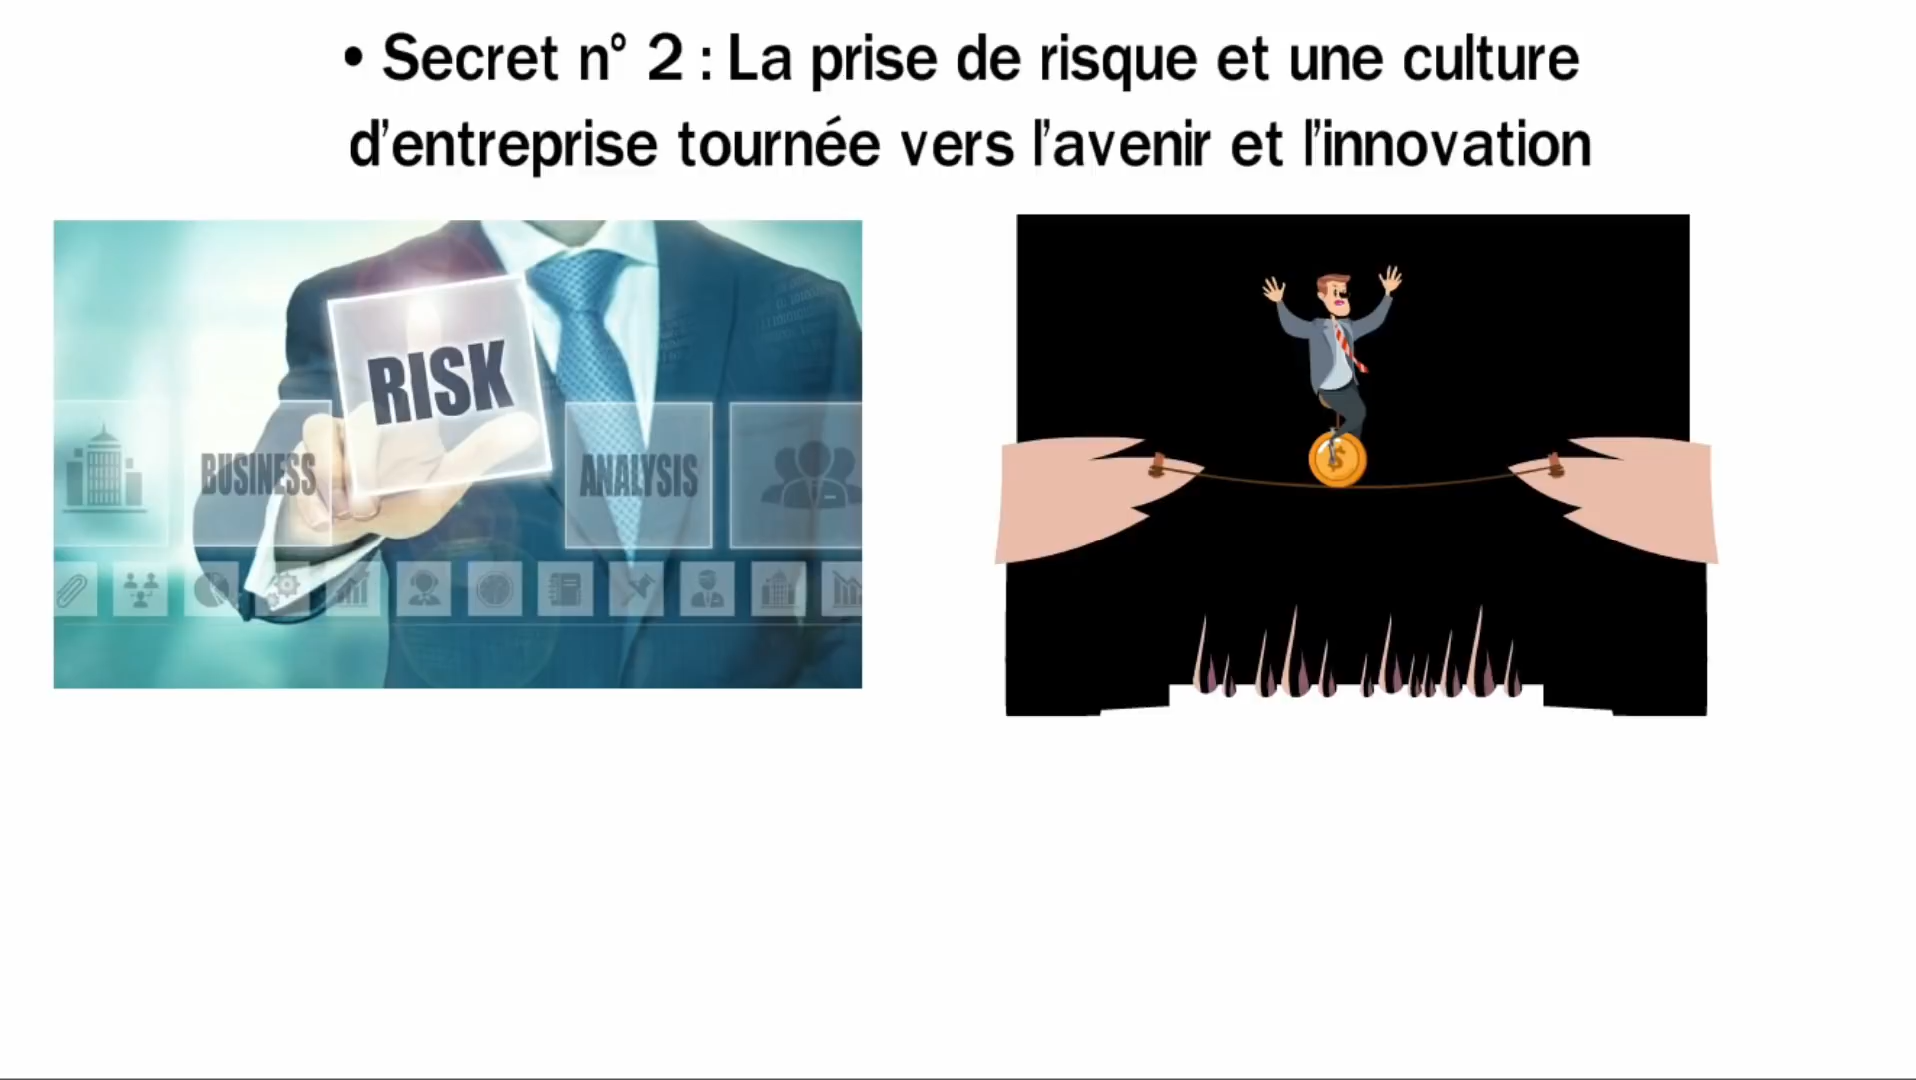 • Secret n° 2 : La prise de risque et une culture
d'entreprise tournée vers l'avenir et l'innovation
RISK
BUSINESS
ANALYSIS
$